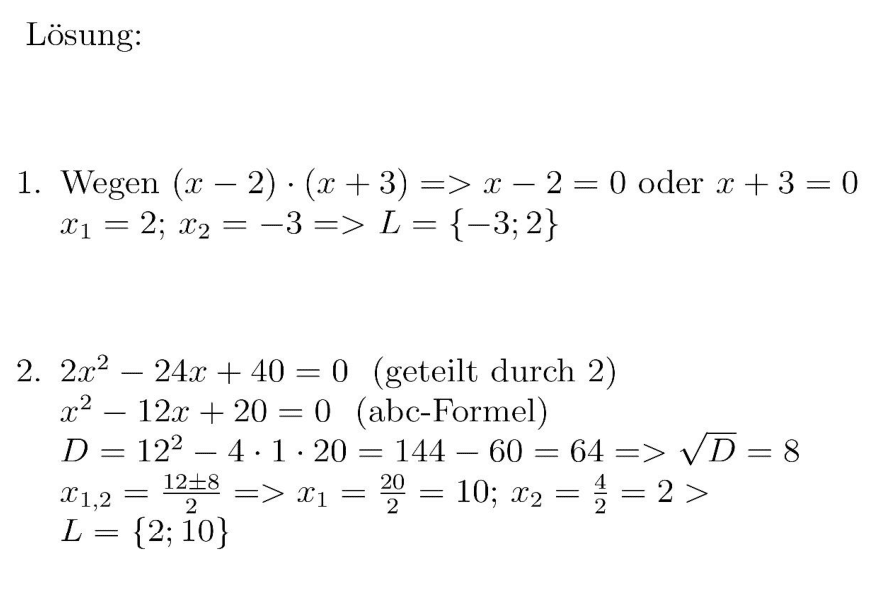 Lösung:
1. Wegen (x − 2) · (x + 3) => x − 2 = 0 oder x + 3 = 0
x₁ = 2; x₂ = −3 => L = {−3; 2}
2. 2x² − 24x + 40 = 0 (geteilt durch 2)
x² − 12x + 20 = 0 (abc-Formel)
D = 12² − 4 · 1 · 20 = 144 − 60 = 64 => √D = 8
x₁,₂ = (12±8)/2 => x₁ = 20/2 = 10; x₂ = 4/2 = 2 >
L = {2; 10}